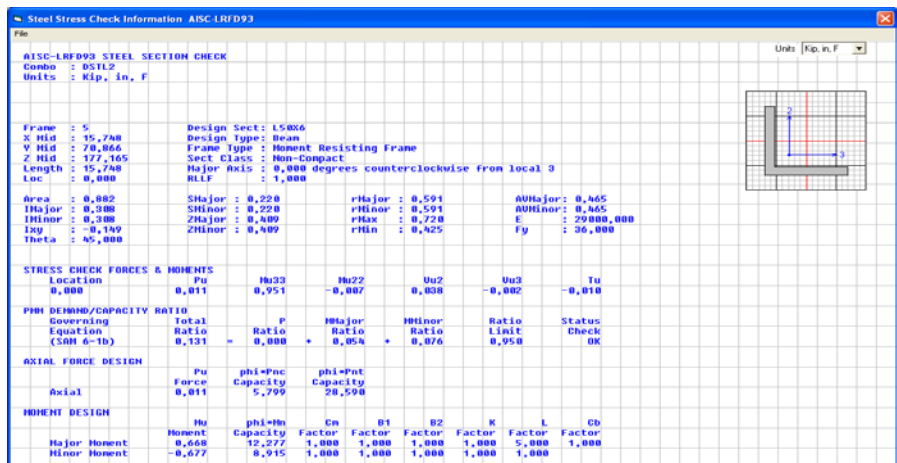 Steel Stress Check Information AISC-LRFD93
File
Units Kip, in, F
AISC-LRFD93 STEEL SECTION CHECK
Combo : DSTL2
Units : Kip, in, F
Frame : 5 Design Sect: L50X6
X Mid : 15,748 Design Type: Beam
Y Mid : 70,866 Frame Type : Moment Resisting Frame
Z Mid : 177,165 Sect Class : Non-Compact
Length : 15,748 Major Axis : 0,000 degrees counterclockwise from local 3
Loc : 0,000 RLLF : 1,000
2
3
Area : 0,882 SMajor : 0,220 rMajor : 0,591 AVMajor: 0,465
IMajor : 0,308 SMinor : 0,220 rMinor : 0,591 AVMinor: 0,465
IMinor : 0,308 ZMajor : 0,409 rMax : 0,720 E : 29000,000
Ixy : -0,149 ZMinor : 0,409 rMin : 0,425 Fy : 36,000
Theta : 45,000
STRESS CHECK FORCES & MOMENTS
Location Pu Mu33 Mu22 Vu2 Vu3 Tu
0,000 0,011 0,951 -0,007 0,038 -0,002 -0,010
PMM DEMAND/CAPACITY RATIO
Governing Total P MMajor MMinor Ratio Status
Equation Ratio Ratio Ratio Ratio Limit Check
(SAM 6-1b) 0,131 = 0,000 + 0,054 + 0,076 0,950 OK
AXIAL FORCE DESIGN
Pu phi*Pnc phi*Pnt
Force Capacity Capacity
Axial 0,011 5,799 28,590
MOMENT DESIGN
Mu phi*Mn Cm B1 B2 K L Cb
Moment Capacity Factor Factor Factor Factor Factor Factor
Major Moment 0,668 12,277 1,000 1,000 1,000 1,000 5,000 1,000
Minor Moment -0,677 8,915 1,000 1,000 1,000 1,000 1,000